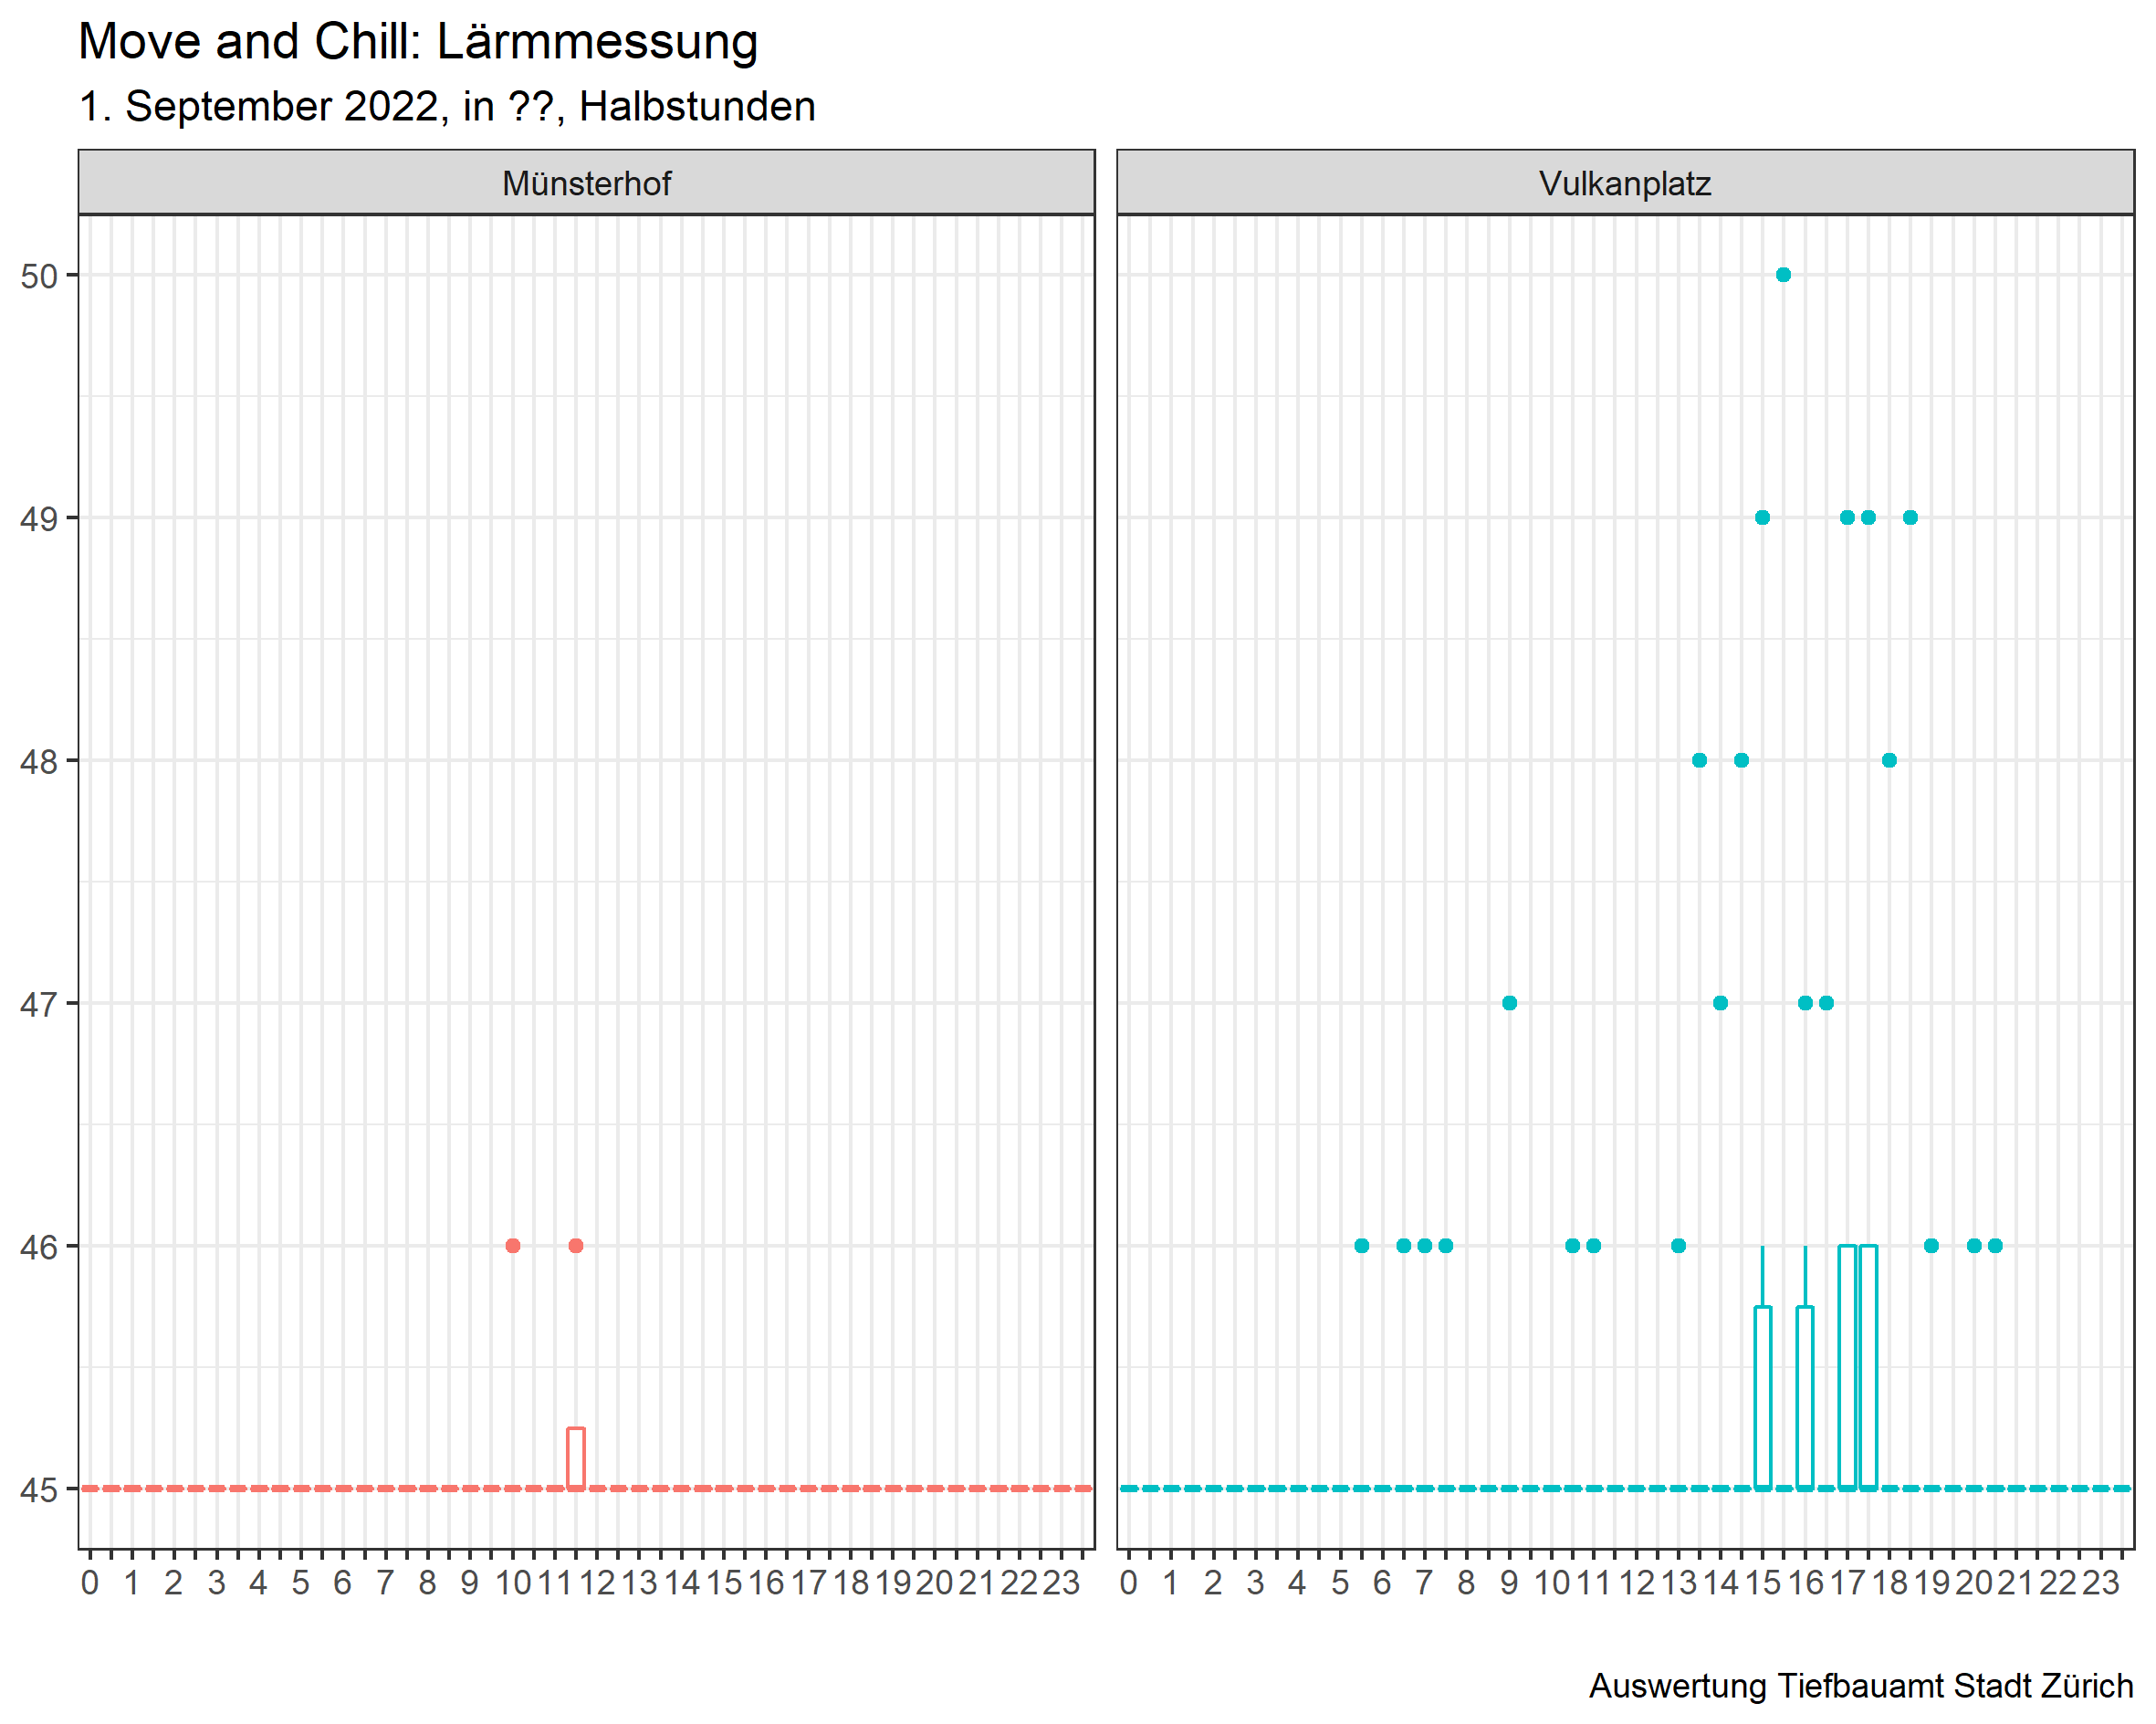 Move and Chill: Lärmmessung
1. September 2022, in ??, Halbstunden
Münsterhof
Vulkanplatz
50
49
48
47
46
45
0 1 2 3 4 5 6 7 8 9 10 11 12 13 14 15 16 17 18 19 20 21 22 23
0 1 2 3 4 5 6 7 8 9 10 11 12 13 14 15 16 17 18 19 20 21 22 23
Auswertung Tiefbauamt Stadt Zürich